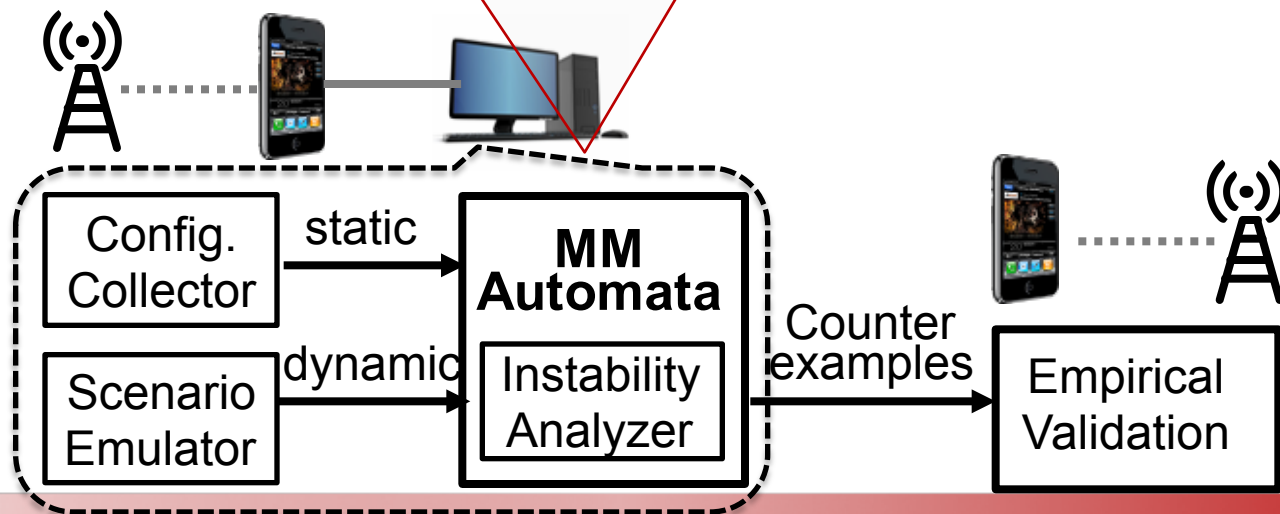 Config.
Collector
static
MM
Automata
Scenario
Emulator
dynamic
Instability
Analyzer
Counter
examples
Empirical
Validation